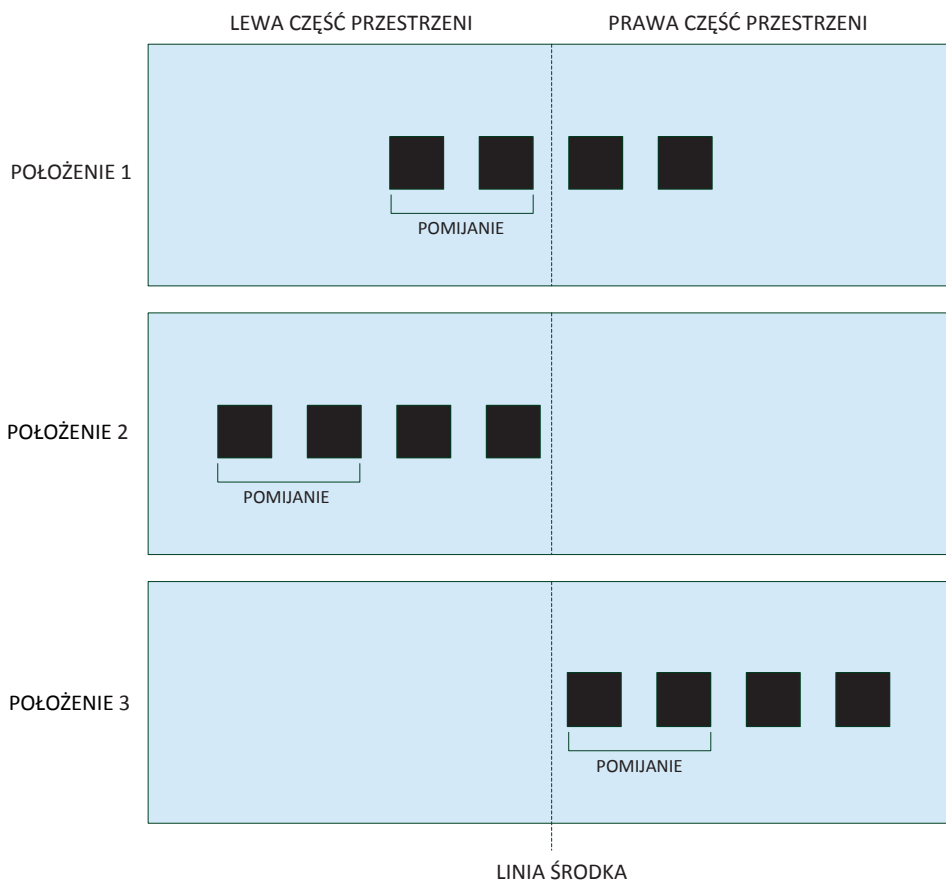 LEWA CZĘŚĆ PRZESTRZENI
PRAWA CZĘŚĆ PRZESTRZENI
POŁOŻENIE 1
POMIJANIE
POŁOŻENIE 2
POMIJANIE
POŁOŻENIE 3
POMIJANIE
LINIA ŚRODKA